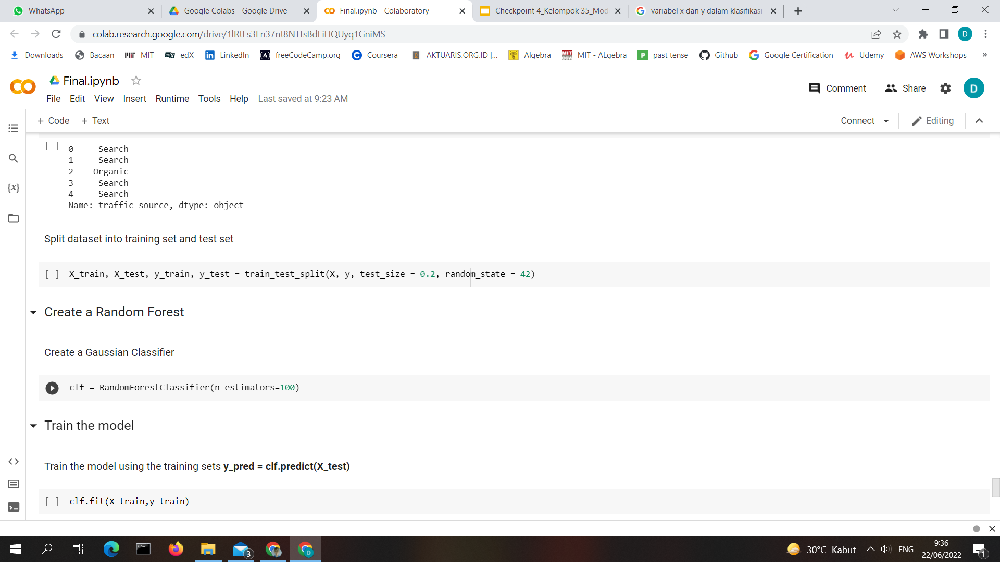 WhatsApp
Google Colabs - Google Drive
Final.ipynb - Colaboratory
Checkpoint 4_Kelompok 35_Mod
variabel x dan y dalam klasifikasi
colab.research.google.com/drive/1lRtFs3En37nt8NTtsBdEiHQUyq1GniMS
D
Downloads
Bacaan
MIT
edX
LinkedIn
freeCodeCamp.org
Coursera
AKTUARIS.ORG.ID |...
Algebra
MIT - ALgebra
past tense
Github
Google Certification
Udemy
AWS Workshops
»
Final.ipynb
Comment
Share
D
File Edit View Insert Runtime Tools Help Last saved at 9:23 AM
+ Code + Text
Connect
Editing
{x}
[ ]
0 Search
1 Search
2 Organic
3 Search
4 Search
Name: traffic_source, dtype: object
Split dataset into training set and test set
[ ] X_train, X_test, y_train, y_test = train_test_split(X, y, test_size = 0.2, random_state = 42)
Create a Random Forest
Create a Gaussian Classifier
clf = RandomForestClassifier(n_estimators=100)
Train the model
Train the model using the training sets y_pred = clf.predict(X_test)
[ ] clf.fit(X_train,y_train)
3
D
30°C Kabut
ENG
9:36
22/06/2022
1